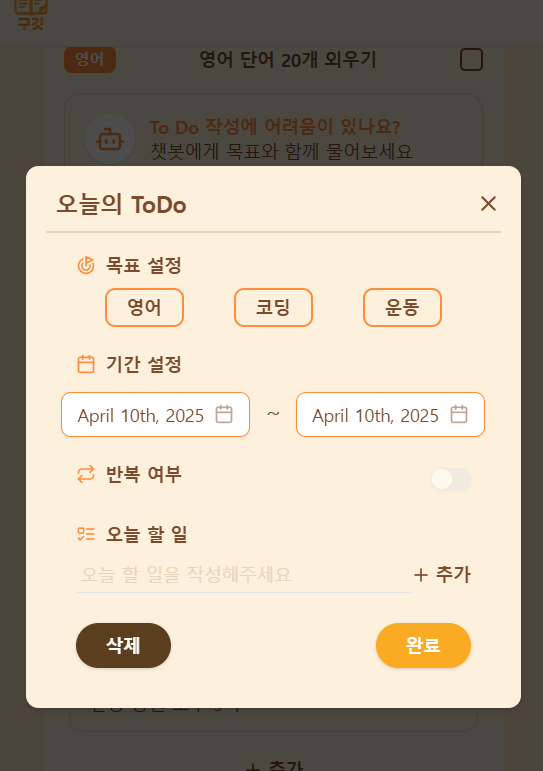 구깃
영어 영어 단어 20개 외우기
To Do 작성에 어려움이 있나요?
챗봇에게 목표와 함께 물어보세요
오늘의 ToDo
목표 설정
영어 코딩 운동
기간 설정
April 10th, 2025 ~ April 10th, 2025
반복 여부
오늘 할 일
오늘 할 일을 작성해주세요 + 추가
삭제 완료
+ 추가